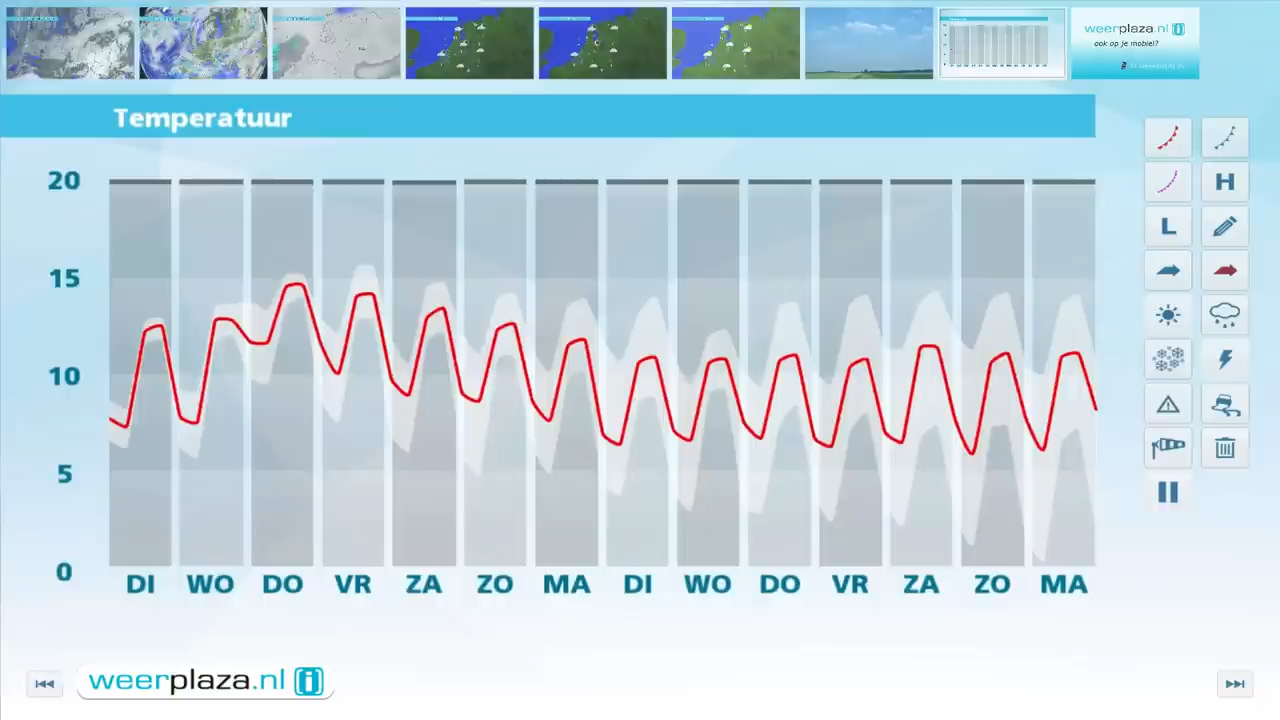 weerplaza.nl
ook op je mobiel?
Temperatuur
20
15
10
5
0
DI WO DO VR ZA ZO MA DI WO DO VR ZA ZO MA
H
L
weerplaza.nl